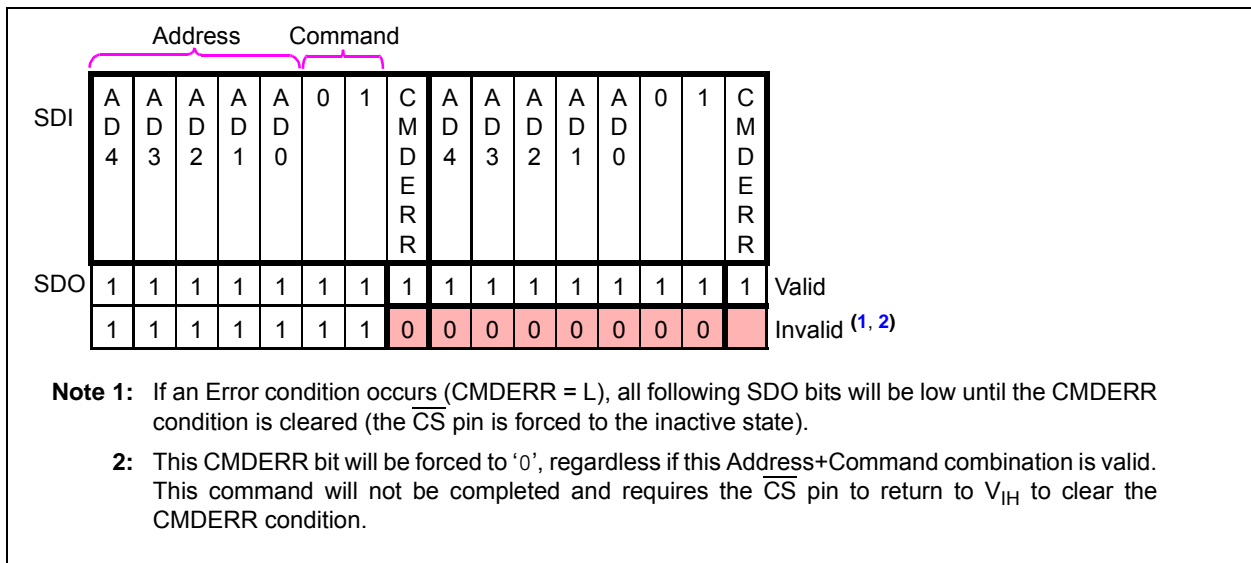 Address Command
SDI A D 4 A D 3 A D 2 A D 1 A D 0 0 1 C M D E R R A D 4 A D 3 A D 2 A D 1 A D 0 0 1 C M D E R R
SDO 1 1 1 1 1 1 1 1 1 1 1 1 1 1 1 1 Valid
1 1 1 1 1 1 1 0 0 0 0 0 0 0 0 Invalid (1, 2)
Note 1: If an Error condition occurs (CMDERR = L), all following SDO bits will be low until the CMDERR
condition is cleared (the CS pin is forced to the inactive state).
2: This CMDERR bit will be forced to ‘0’, regardless if this Address+Command combination is valid.
This command will not be completed and requires the CS pin to return to VIH to clear the
CMDERR condition.